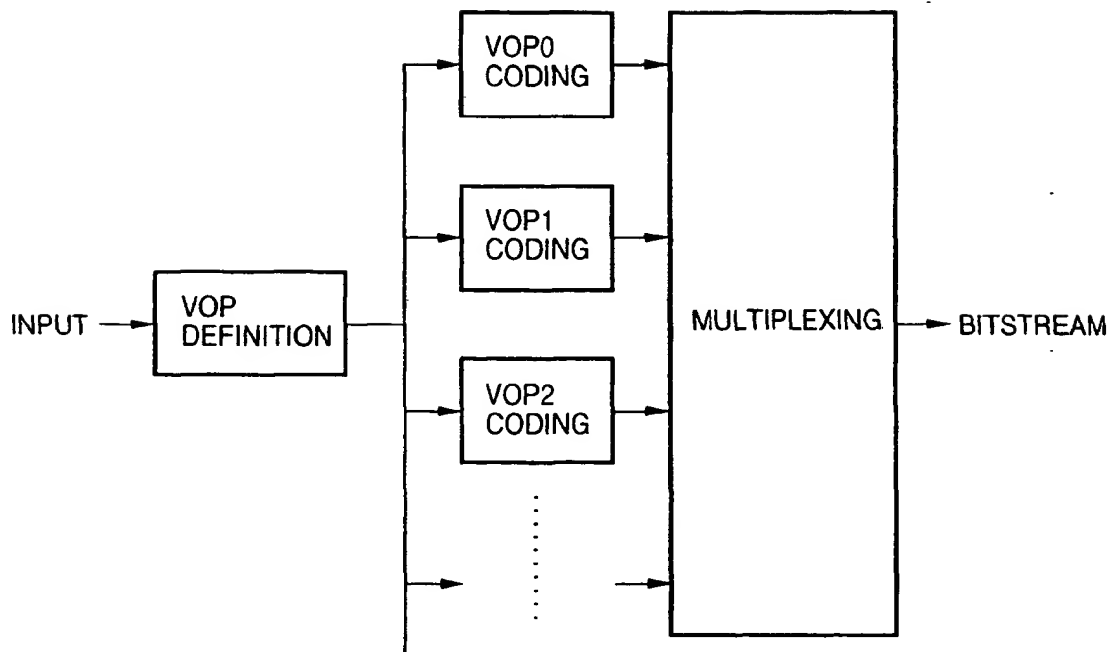 VOP0
CODING
VOP1
CODING
INPUT
VOP
DEFINITION
MULTIPLEXING
BITSTREAM
VOP2
CODING